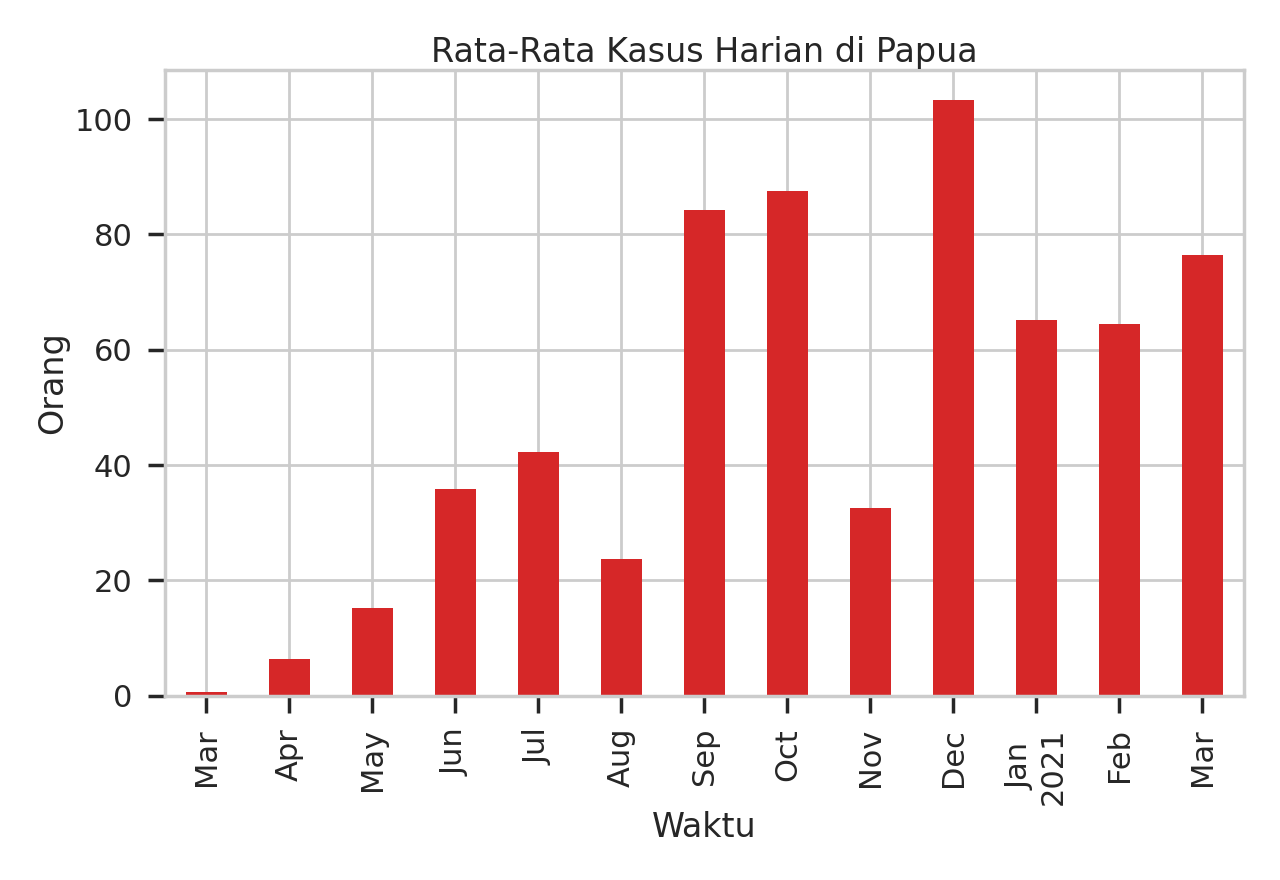 Rata-Rata Kasus Harian di Papua
100
80
60
40
20
0
Orang
Mar
Apr
May
Jun
Jul
Aug
Sep
Oct
Nov
Dec
Jan
2021
Feb
Mar
Waktu